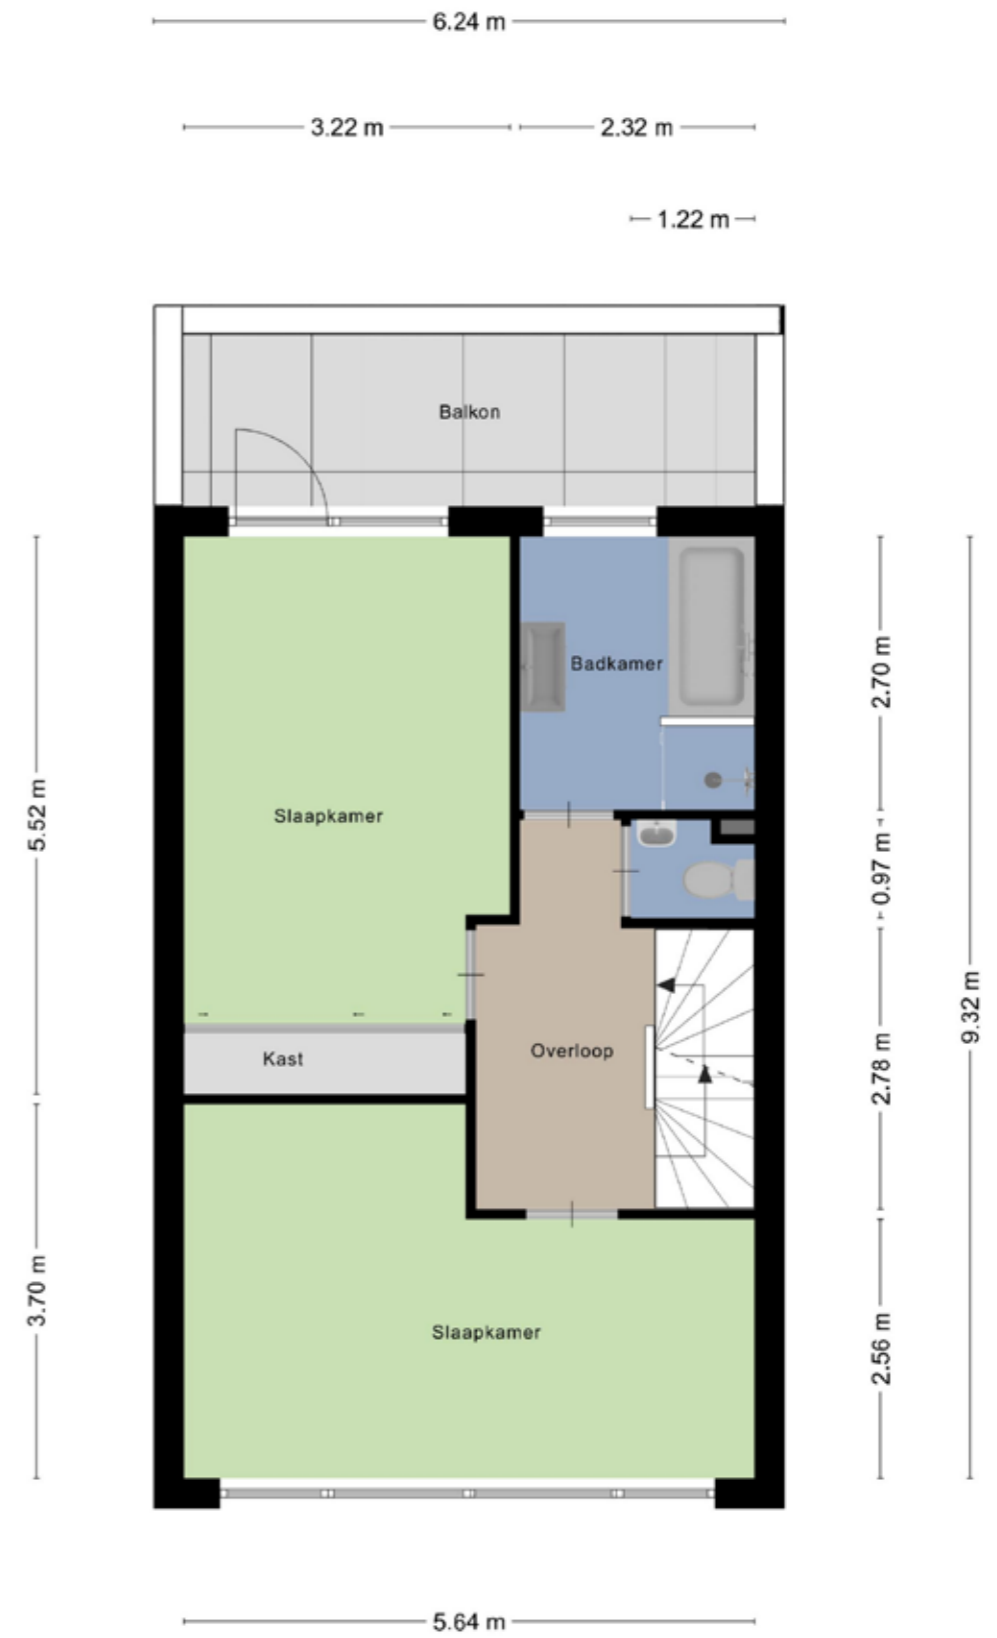 6.24 m
3.22 m
2.32 m
1.22 m
Balkon
Badkamer
2.70 m
5.52 m
Slaapkamer
0.97 m
9.32 m
Overloop
Kast
2.78 m
3.70 m
Slaapkamer
2.56 m
5.64 m